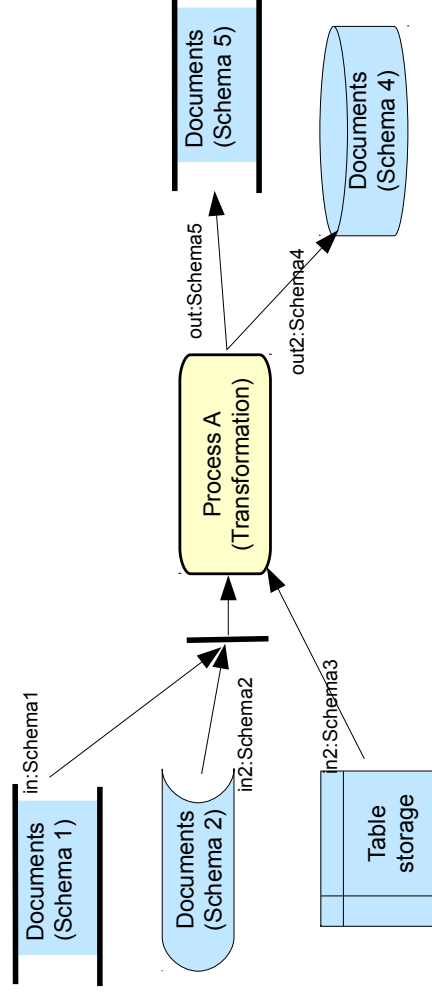 Documents
(Schema 1)
in:Schema1
Documents
(Schema 2)
in2:Schema2
Table
storage
in2:Schema3
Process A
(Transformation)
out:Schema5
out2:Schema4
Documents
(Schema 5)
Documents
(Schema 4)